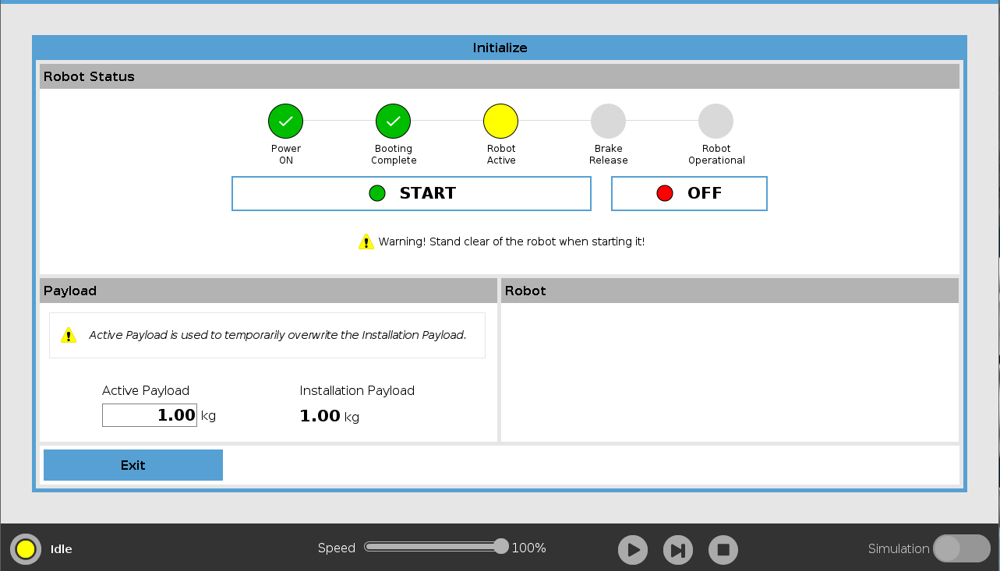 Initialize
Robot Status
Power
ON
Booting
Complete
Robot
Active
Brake
Release
Robot
Operational
START
OFF
Warning! Stand clear of the robot when starting it!
Payload
Robot
Active Payload is used to temporarily overwrite the Installation Payload.
Active Payload
Installation Payload
1.00 kg
1.00 kg
Exit
Idle
Speed
100%
Simulation